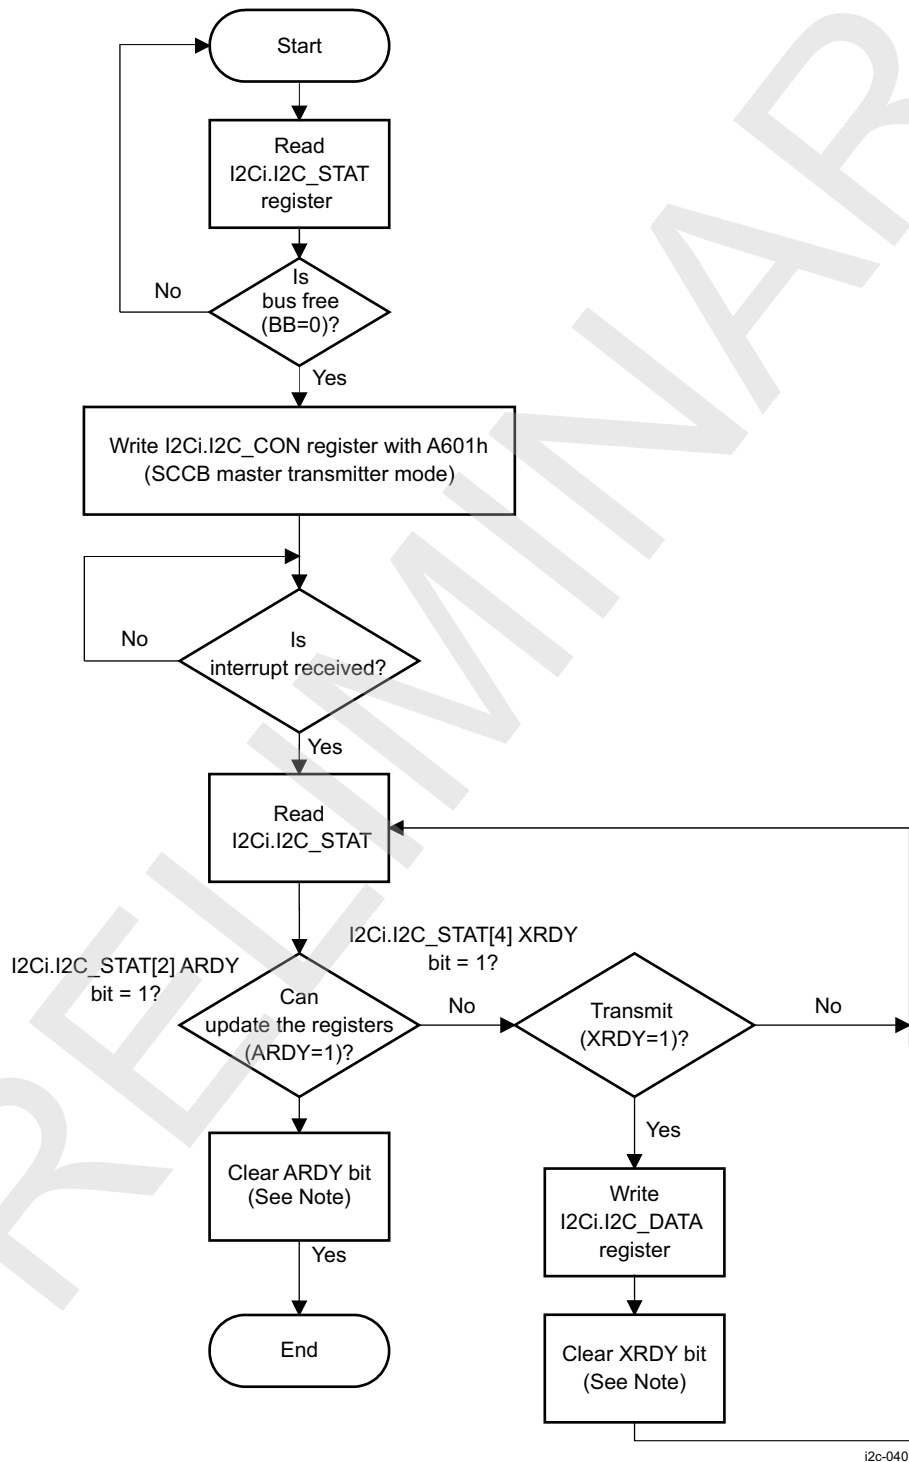 Start
Read
I2Ci.I2C_STAT
register
Is
bus free
(BB=0)?
No
Yes
Write I2Ci.I2C_CON register with A601h
(SCCB master transmitter mode)
Is
interrupt received?
No
Yes
Read
I2Ci.I2C_STAT
I2Ci.I2C_STAT[2] ARDY
bit = 1?
I2Ci.I2C_STAT[4] XRDY
bit = 1?
Can
update the registers
(ARDY=1)?
No
Transmit
(XRDY=1)?
No
Yes
Clear ARDY bit
(See Note)
Yes
Write
I2Ci.I2C_DATA
register
End
Clear XRDY bit
(See Note)
i2c-040
RELIMINAR